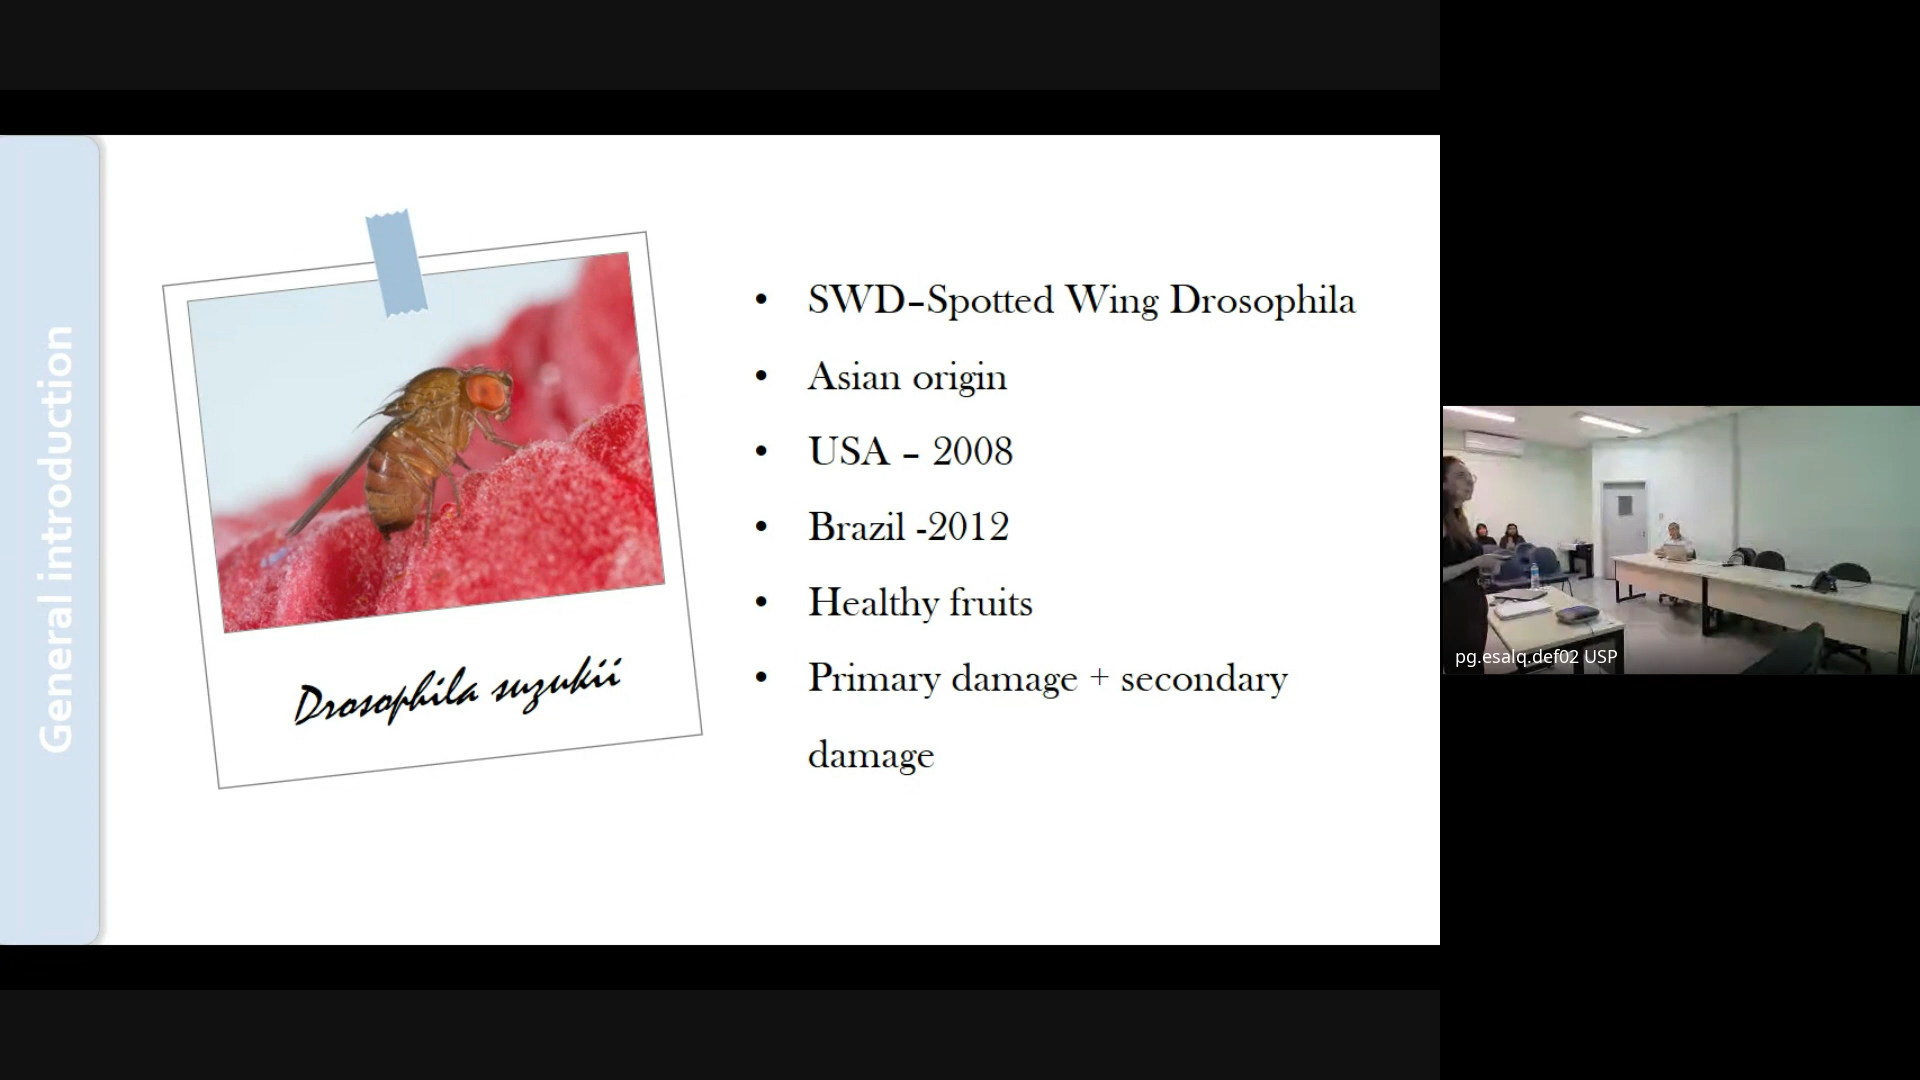 General introduction
Drosophila suzukii
• SWD–Spotted Wing Drosophila
• Asian origin
• USA – 2008
• Brazil -2012
• Healthy fruits
• Primary damage + secondary
damage
pg.esalq.def02 USP